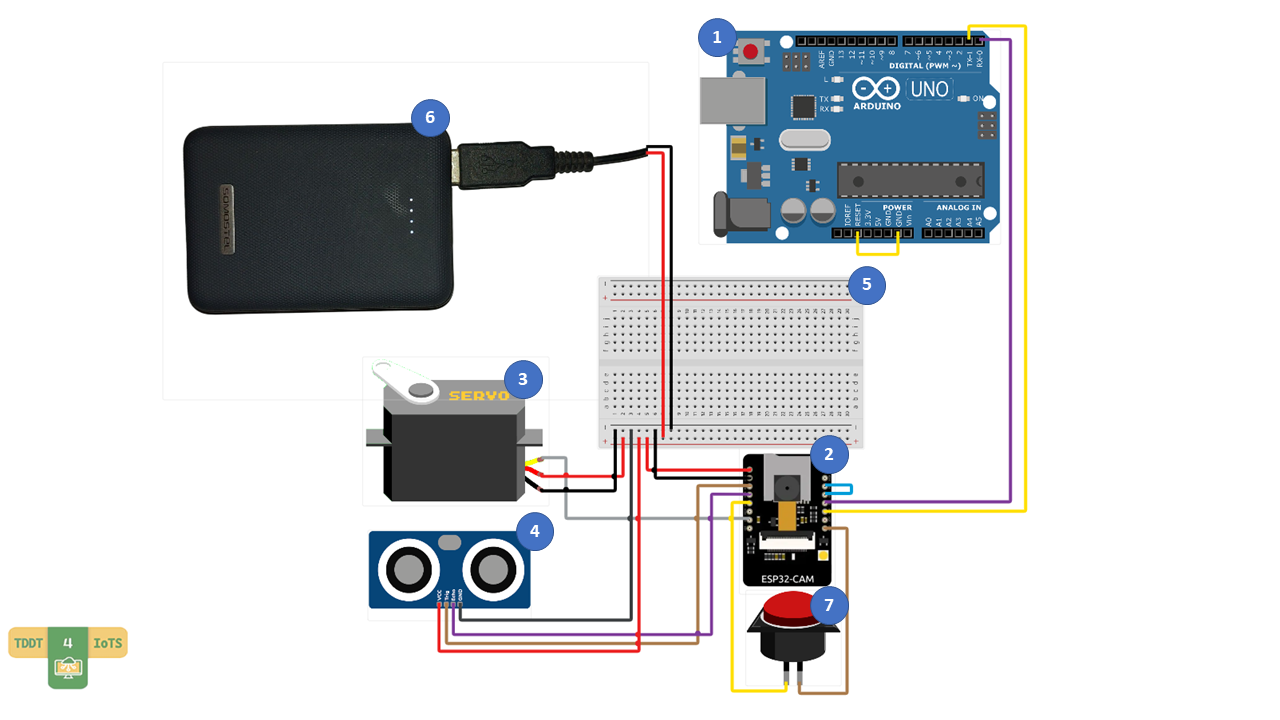 1
AREF
GND
13
12
~11
~10
~9
8
7
~6
~5
4
~3
2
TX-1
RX-0
DIGITAL (PWM ~)
L
TX
RX
ARDUINO
UNO
ON
POWER
ANALOG IN
IOREF
RESET
3.3V
5V
GND
GND
Vin
A0
A1
A2
A3
A4
A5
6
SOMOSTEL
5
3
SERVO
2
ESP32-CAM
4
VCC
Trig
Echo
GND
7
TDDT 4 IoTS